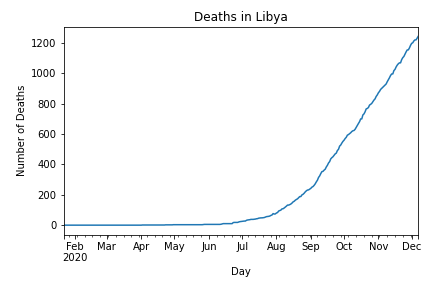 Deaths in Libya
1200
1000
800
600
400
200
0
Number of Deaths
Feb Mar Apr May Jun Jul Aug Sep Oct Nov Dec
2020
Day